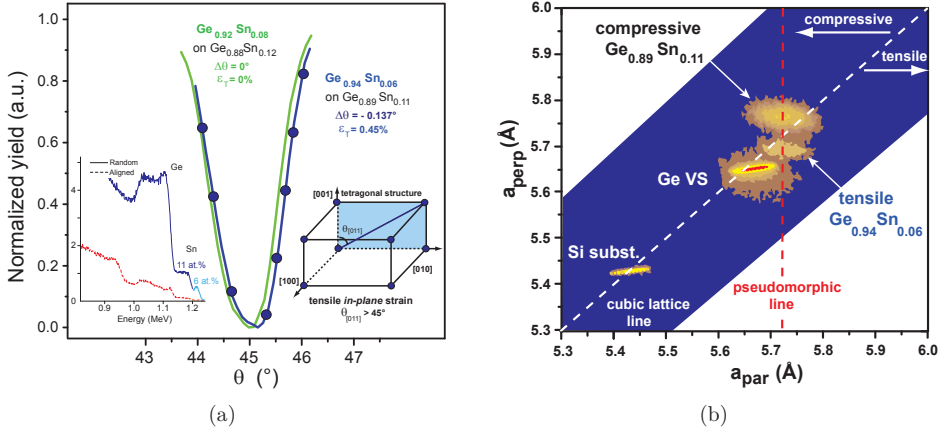 Normalized yield (a.u.)
1.0
0.8
0.6
0.4
0.2
0.0
43
44
45
46
47
θ (°)
Ge0.92 Sn0.08
on Ge0.88Sn0.12
Δθ = 0°
εT = 0%
Ge0.94 Sn0.06
on Ge0.89 Sn0.11
Δθ = - 0.137°
εT = 0.45%
Random
Aligned
Ge
Sn
11 at.%
6 at.%
4
2
0
0.9
1.0
1.1
1.2
Energy (MeV)
[001]
tetragonal structure
θ[011]
[100]
[010]
tensile in-plane strain
θ[011] > 45°
(a)
aperp (Å)
6.0
5.9
5.8
5.7
5.6
5.5
5.4
5.3
5.3
5.4
5.5
5.6
5.7
5.8
5.9
6.0
apar (Å)
compressive
Ge0.89 Sn0.11
compressive
tensile
Ge VS
tensile
Ge0.94 Sn0.06
Si subst.
cubic lattice
line
pseudomorphic
line
(b)